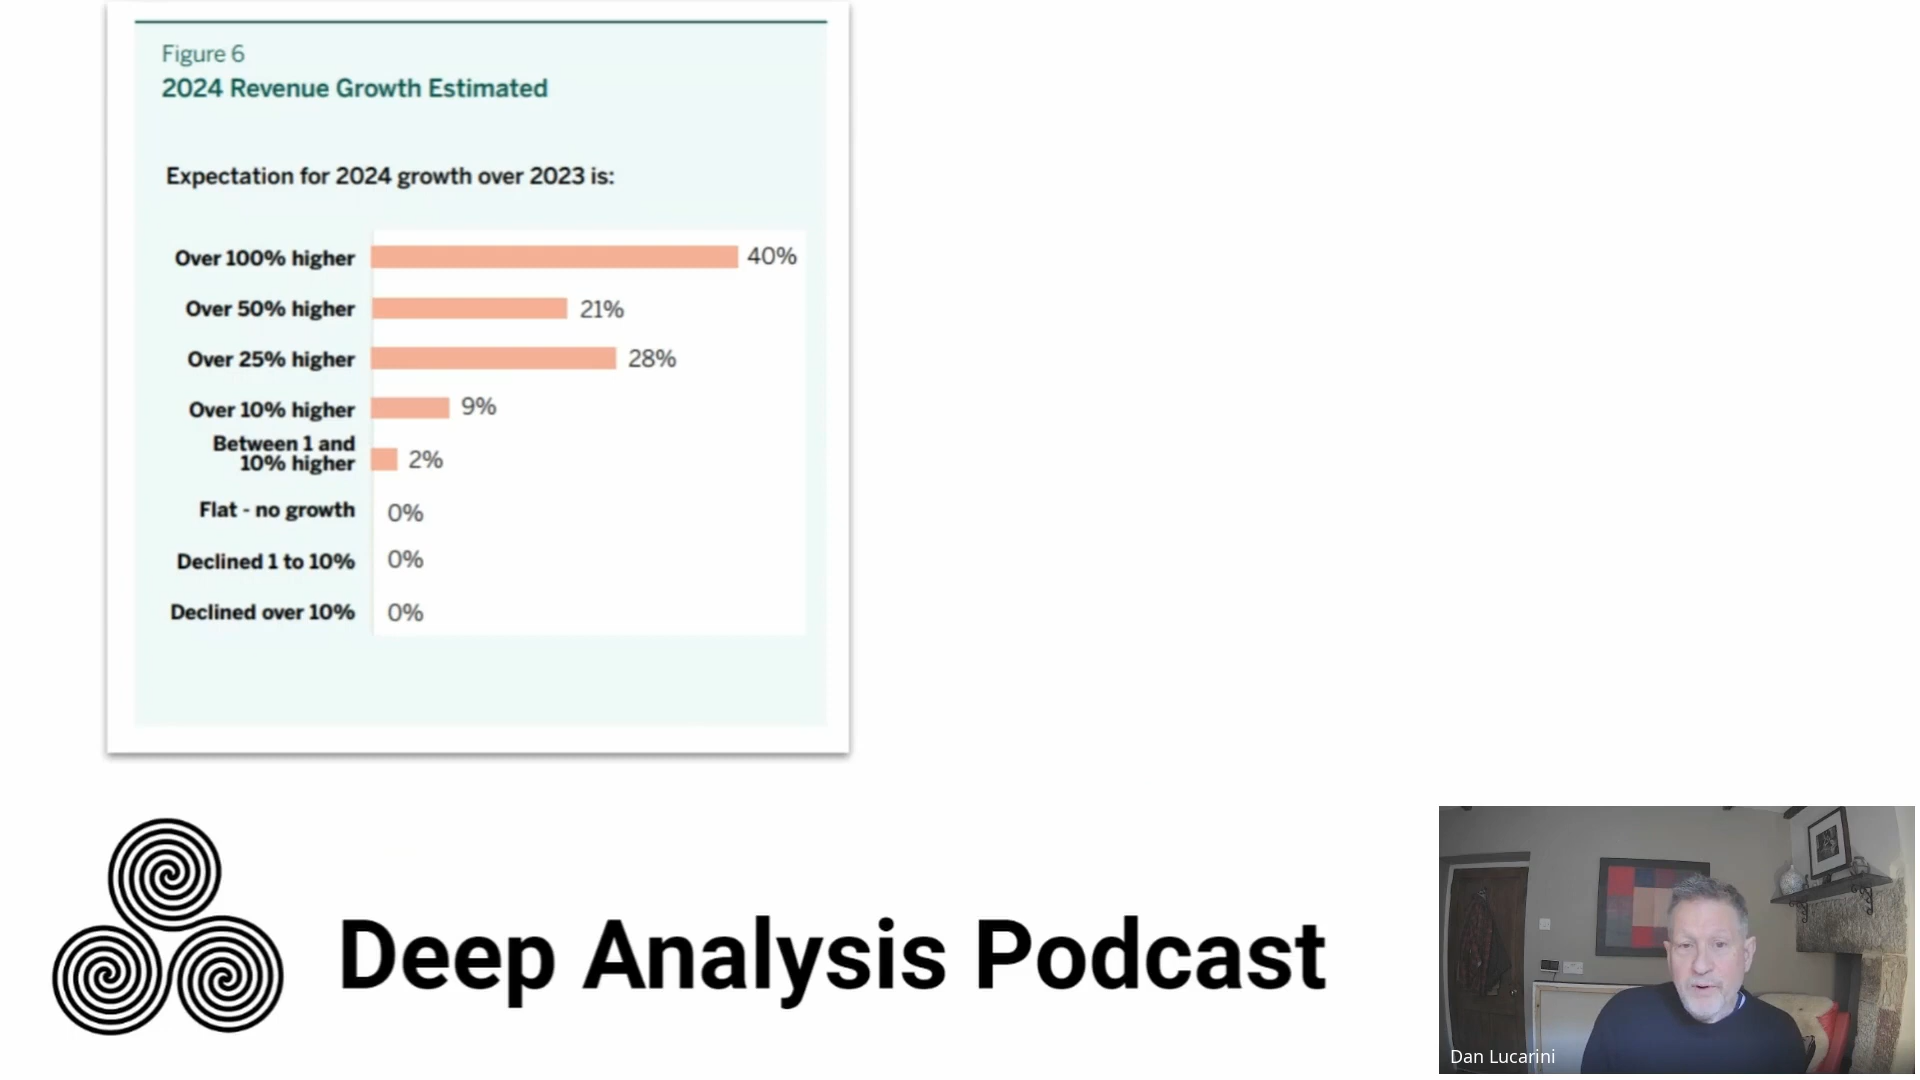 Figure 6
2024 Revenue Growth Estimated
Expectation for 2024 growth over 2023 is:
Over 100% higher 40%
Over 50% higher 21%
Over 25% higher 28%
Over 10% higher 9%
Between 1 and
10% higher 2%
Flat - no growth 0%
Declined 1 to 10% 0%
Declined over 10% 0%
Deep Analysis Podcast
Dan Lucarini